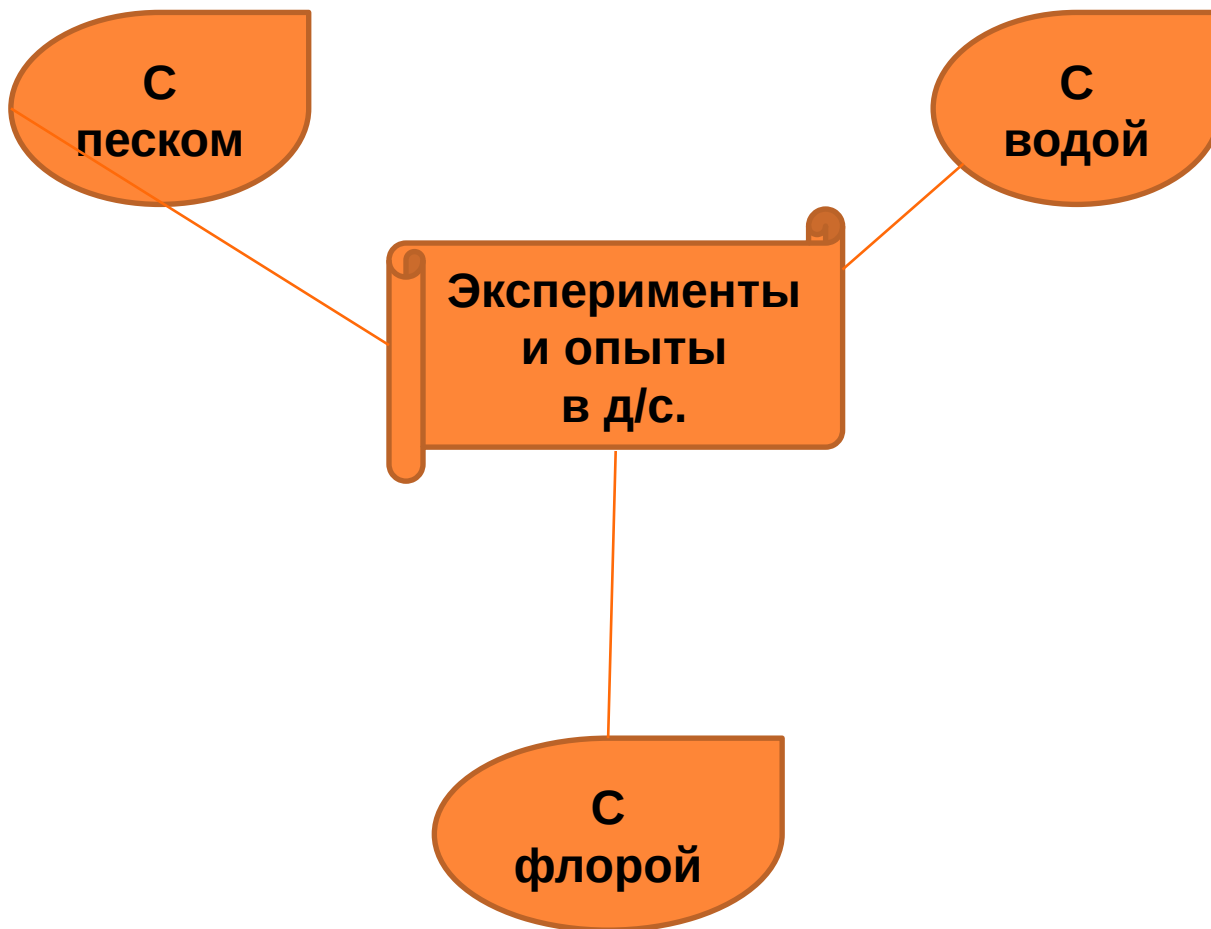 С
песком
С
водой
Эксперименты
и опыты
в д/с.
С
флорой